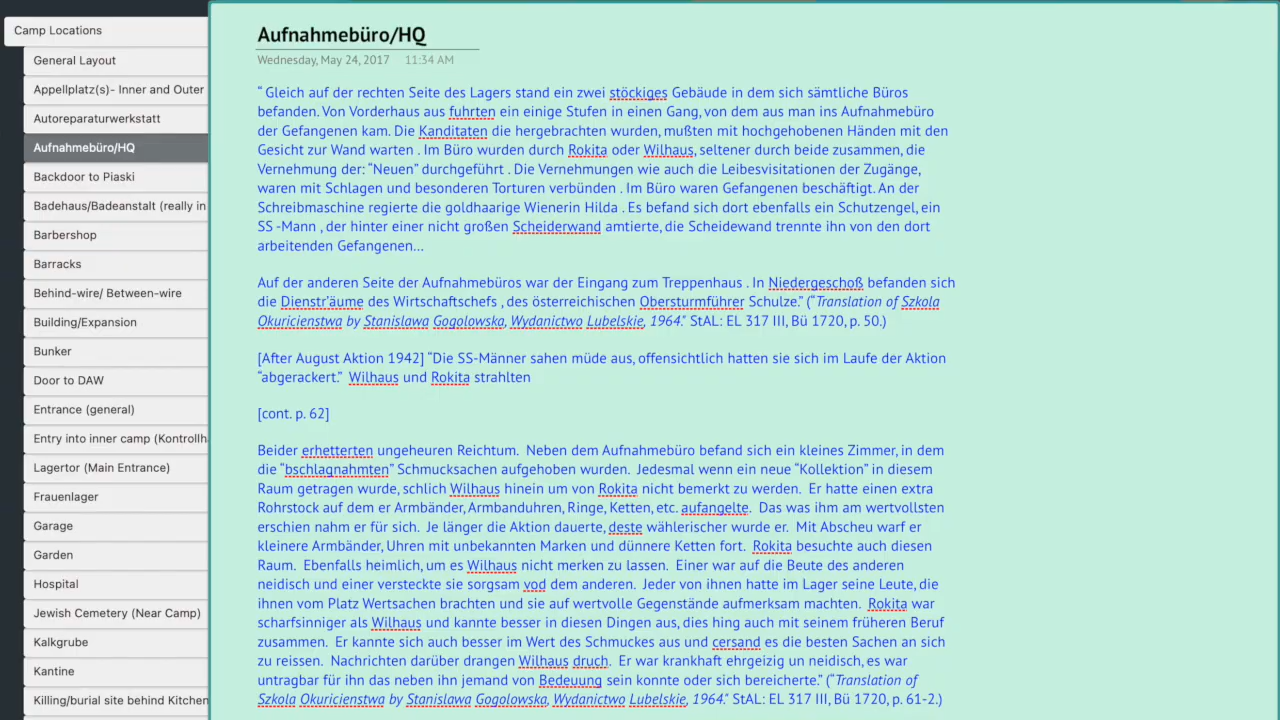 Camp Locations
General Layout
Appellplatz(s)- Inner and Outer
Autoreparaturwerkstatt
Aufnahmebüro/HQ
Backdoor to Piaski
Badehaus/Badeanstalt (really in
Barbershop
Barracks
Behind-wire/ Between-wire
Building/Expansion
Bunker
Door to DAW
Entrance (general)
Entry into inner camp (Kontrollh
Lagertor (Main Entrance)
Frauenlager
Garage
Garden
Hospital
Jewish Cemetery (Near Camp)
Kalkgrube
Kantine
Killing/burial site behind Kitchen
Aufnahmebüro/HQ
Wednesday, May 24, 2017 11:34 AM
“ Gleich auf der rechten Seite des Lagers stand ein zwei stöckiges Gebäude in dem sich sämtliche Büros
befanden. Von Vorderhaus aus fuhrten ein einige Stufen in einen Gang, von dem aus man ins Aufnahmebüro
der Gefangenen kam. Die Kanditaten die hergebrachten wurden, mußten mit hochgehobenen Händen mit den
Gesicht zur Wand warten . Im Büro wurden durch Rokita oder Wilhaus, seltener durch beide zusammen, die
Vernehmung der: “Neuen” durchgeführt . Die Vernehmungen wie auch die Leibesvisitationen der Zugänge,
waren mit Schlagen und besonderen Torturen verbünden . Im Büro waren Gefangenen beschäftigt. An der
Schreibmaschine regierte die goldhaarige Wienerin Hilda . Es befand sich dort ebenfalls ein Schutzengel, ein
SS -Mann , der hinter einer nicht großen Scheiderwand amtierte, die Scheidewand trennte ihn von den dort
arbeitenden Gefangenen...
Auf der anderen Seite der Aufnahmebüros war der Eingang zum Treppenhaus . In Niedergeschoß befanden sich
die Dienstr’äume des Wirtschaftschefs , des österreichischen Obersturmführer Schulze.” (“Translation of Szkola
Okuricienstwa by Stanislawa Gogolowska, Wydanictwo Lubelskie, 1964.” StAL: EL 317 III, Bü 1720, p. 50.)
[After August Aktion 1942] “Die SS-Männer sahen müde aus, offensichtlich hatten sie sich im Laufe der Aktion
“abgerackert.”  Wilhaus und Rokita strahlten
[cont. p. 62]
Beider erhetterten ungeheuren Reichtum.  Neben dem Aufnahmebüro befand sich ein kleines Zimmer, in dem
die “bschlagnahmten” Schmucksachen aufgehoben wurden.  Jedesmal wenn ein neue “Kollektion” in diesem
Raum getragen wurde, schlich Wilhaus hinein um von Rokita nicht bemerkt zu werden.  Er hatte einen extra
Rohrstock auf dem er Armbänder, Armbanduhren, Ringe, Ketten, etc. aufangelte.  Das was ihm am wertvollsten
erschien nahm er für sich.  Je länger die Aktion dauerte, deste wählerischer wurde er.  Mit Abscheu warf er
kleinere Armbänder, Uhren mit unbekannten Marken und dünnere Ketten fort.  Rokita besuchte auch diesen
Raum.  Ebenfalls heimlich, um es Wilhaus nicht merken zu lassen.  Einer war auf die Beute des anderen
neidisch und einer versteckte sie sorgsam vod dem anderen.  Jeder von ihnen hatte im Lager seine Leute, die
ihnen vom Platz Wertsachen brachten und sie auf wertvolle Gegenstände aufmerksam machten.  Rokita war
scharfsinniger als Wilhaus und kannte besser in diesen Dingen aus, dies hing auch mit seinem früheren Beruf
zusammen.  Er kannte sich auch besser im Wert des Schmuckes aus und cersand es die besten Sachen an sich
zu reissen.  Nachrichten darüber drangen Wilhaus druch.  Er war krankhaft ehrgeizig un neidisch, es war
untragbar für ihn das neben ihn jemand von Bedeuung sein konnte oder sich bereicherte.” (“Translation of
Szkola Okuricienstwa by Stanislawa Gogolowska, Wydanictwo Lubelskie, 1964.” StAL: EL 317 III, Bü 1720, p. 61-2.)